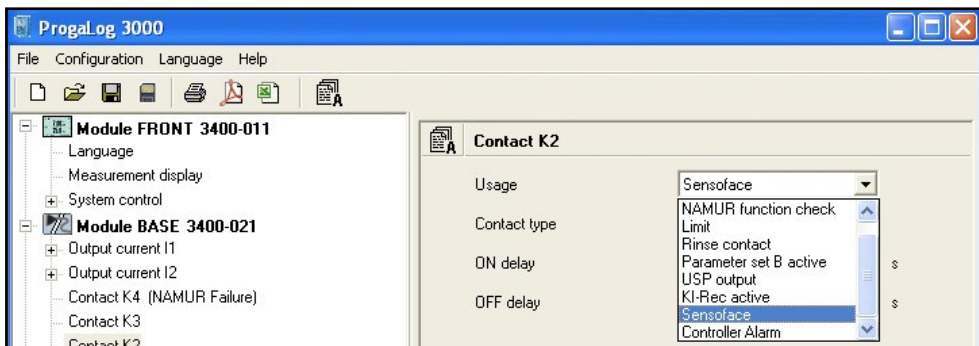 ProgaLog 3000
File Configuration Language Help
A
Module FRONT 3400-011
Language
Measurement display
System control
Module BASE 3400-021
Output current I1
Output current I2
Contact K4 (NAMUR Failure)
Contact K3
Contact K2
A Contact K2
Usage Sensoface
Contact type
ON delay s
OFF delay s
NAMUR function check
Limit
Rinse contact
Parameter set B active
USP output
KI-Rec active
Sensoface
Controller Alarm